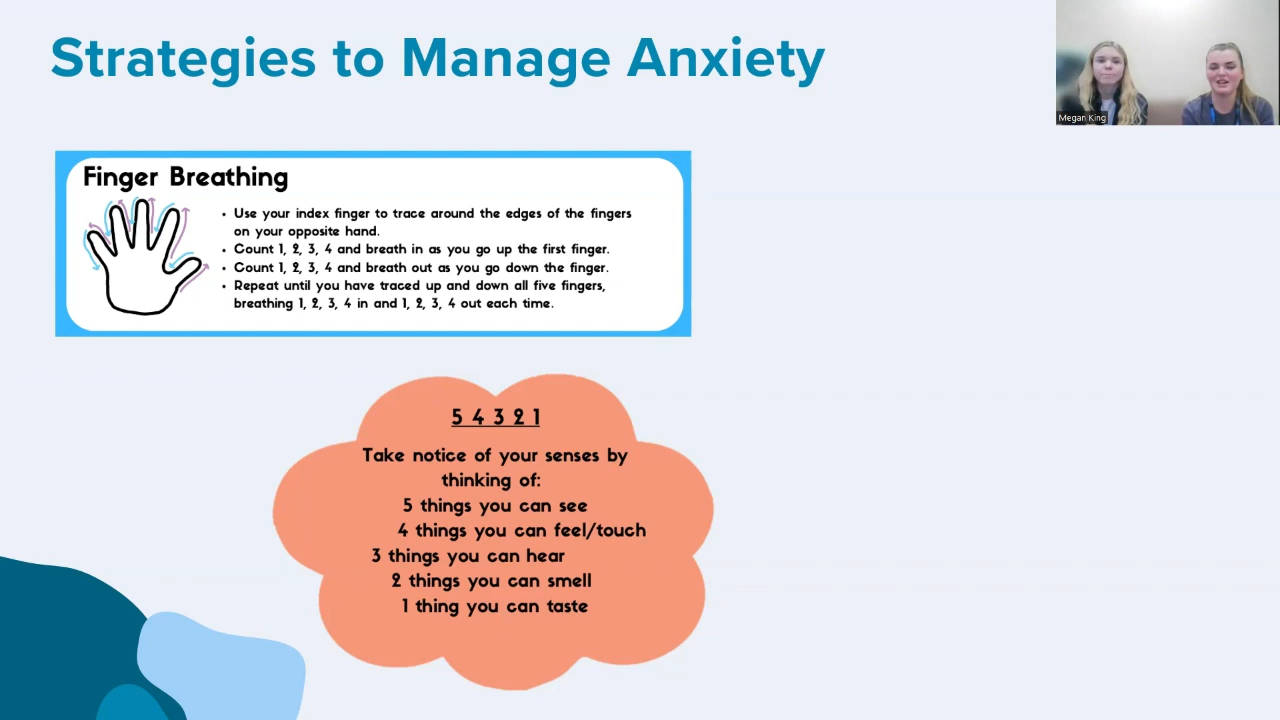 Strategies to Manage Anxiety
Megan King
Finger Breathing
• Use your index finger to trace around the edges of the fingers
on your opposite hand.
• Count 1, 2, 3, 4 and breath in as you go up the first finger.
• Count 1, 2, 3, 4 and breath out as you go down the finger.
• Repeat until you have traced up and down all five fingers,
breathing 1, 2, 3, 4 in and 1, 2, 3, 4 out each time.
5 4 3 2 1
Take notice of your senses by
thinking of:
5 things you can see
4 things you can feel/touch
3 things you can hear
2 things you can smell
1 thing you can taste